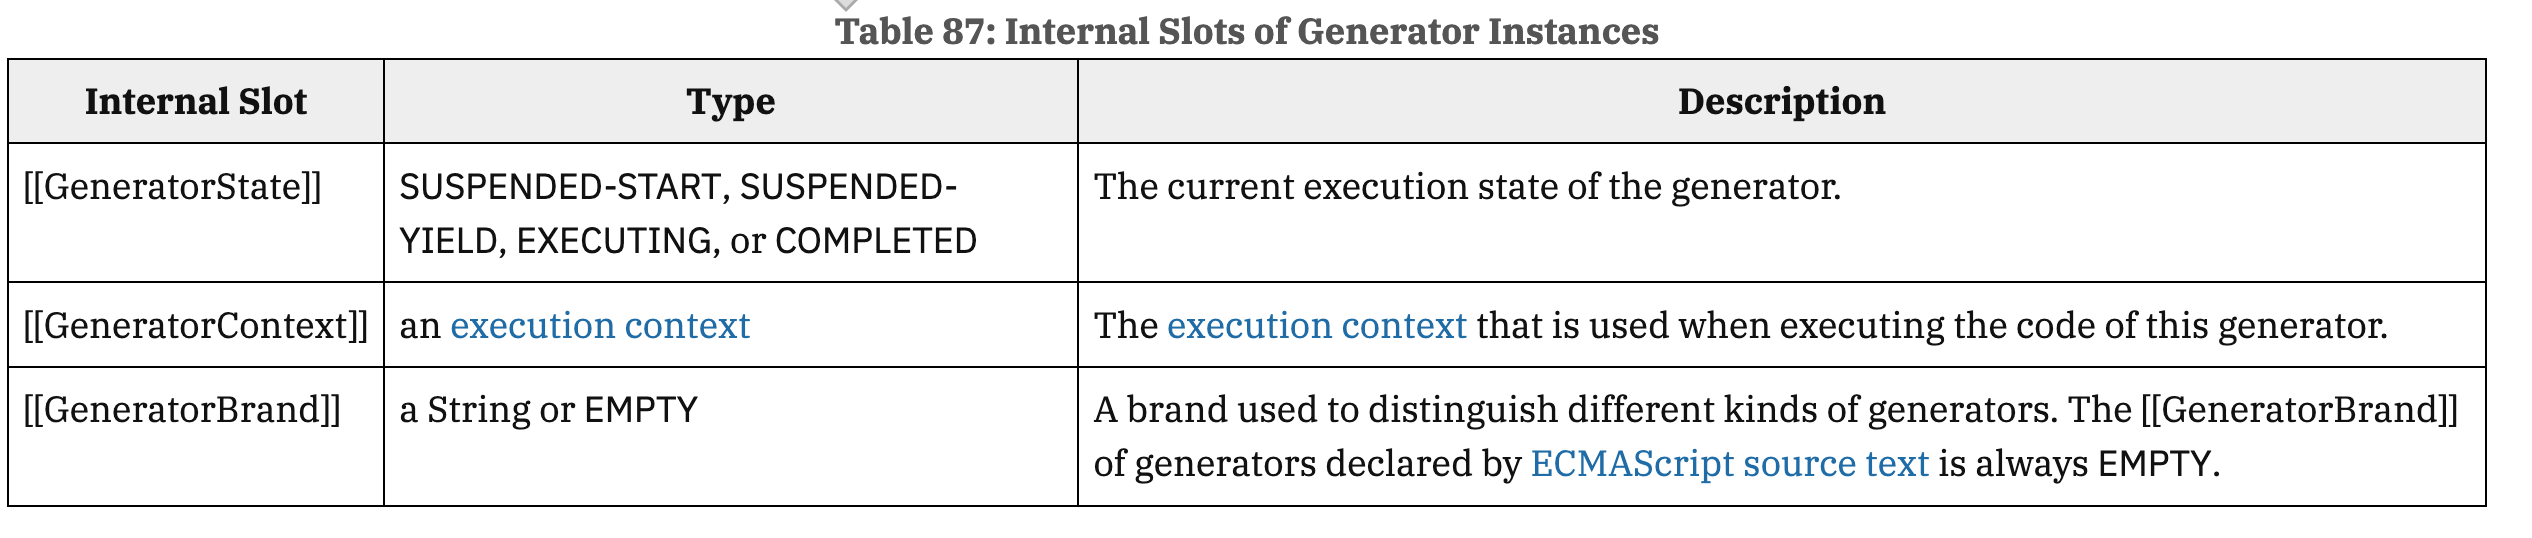 Table 87: Internal Slots of Generator Instances
Internal Slot Type Description
[[GeneratorState]] SUSPENDED-START, SUSPENDED- The current execution state of the generator.
YIELD, EXECUTING, or COMPLETED
[[GeneratorContext]] an execution context The execution context that is used when executing the code of this generator.
[[GeneratorBrand]] a String or EMPTY A brand used to distinguish different kinds of generators. The [[GeneratorBrand]]
of generators declared by ECMAScript source text is always EMPTY.